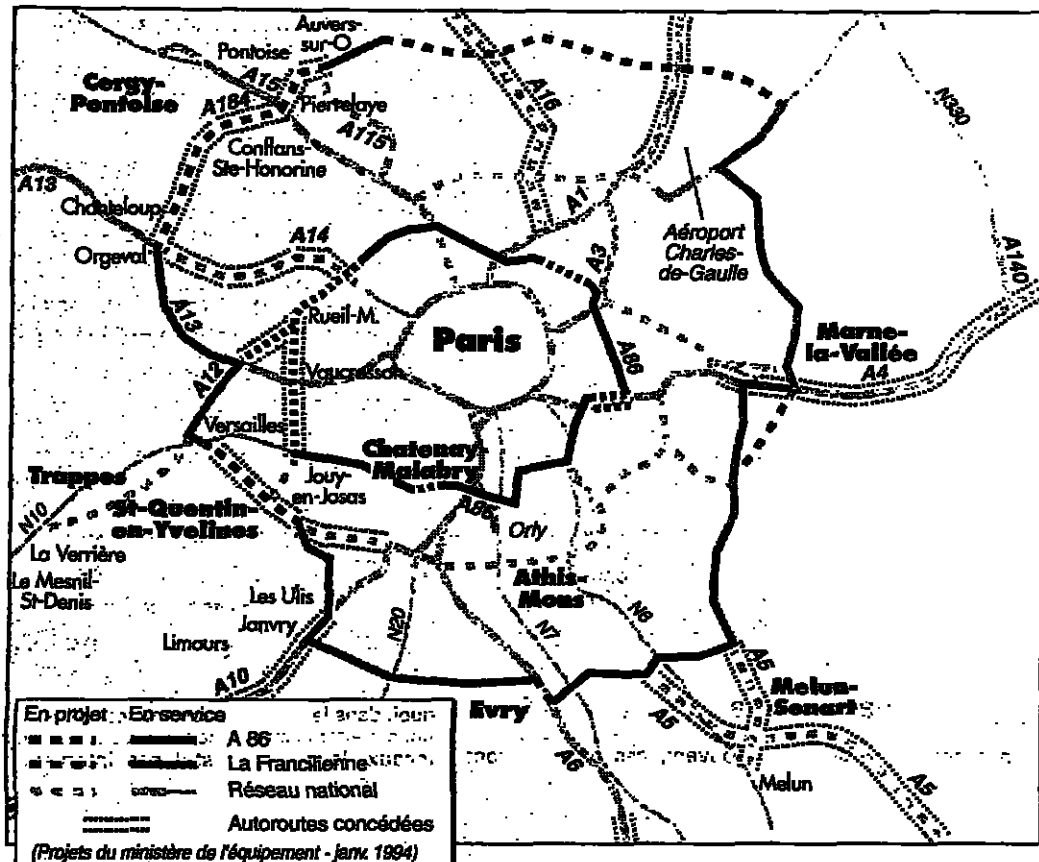 Auvers-
sur-O
Pontoise
Cergy-
Pontoise
A15
A184
Pierrelaye
A115
A16
N330
Conflans-
Ste-Honorine
A13
Chanteloup
Orgeval
A14
A1
A3
Aéroport
Charles-
de-Gaulle
A140
A13
Rueil-M.
Paris
A86
Marne-
la-Vallée
A4
A12
Vaucresson
Versailles
Chatenay-
Malabry
Trappes
Jouy-
en-Josas
A86
N10
St-Quentin-
en-Yvelines
Orly
La Verrière
Le Mesnil-
St-Denis
Athis-
Mons
Les Ulis
Janvry
N20
N7
N6
Limours
A10
A5
Melun-
Senart
Evry
A5
A6
Melun
A5
En projet En service
A 86
La Francilienne
Réseau national
Autoroutes concédées
(Projets du ministère de l'équipement - janv. 1994)